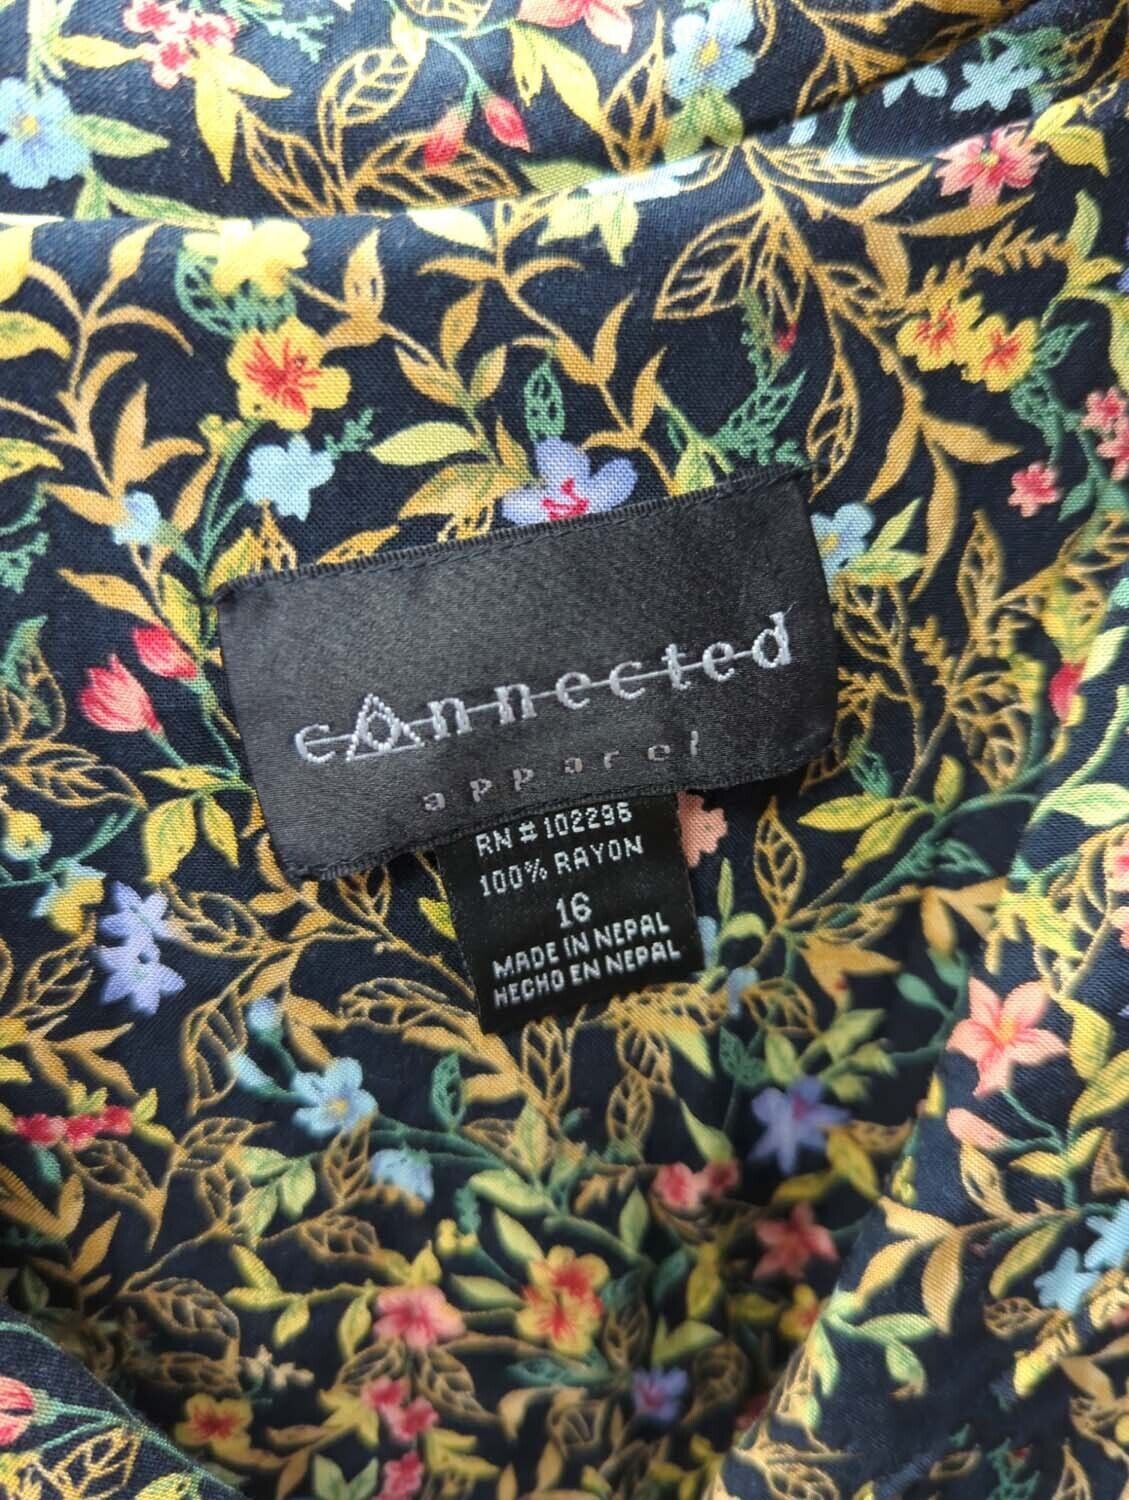 connected
apparel
RN # 102296
100% RAYON
16
MADE IN NEPAL
HECHO EN NEPAL